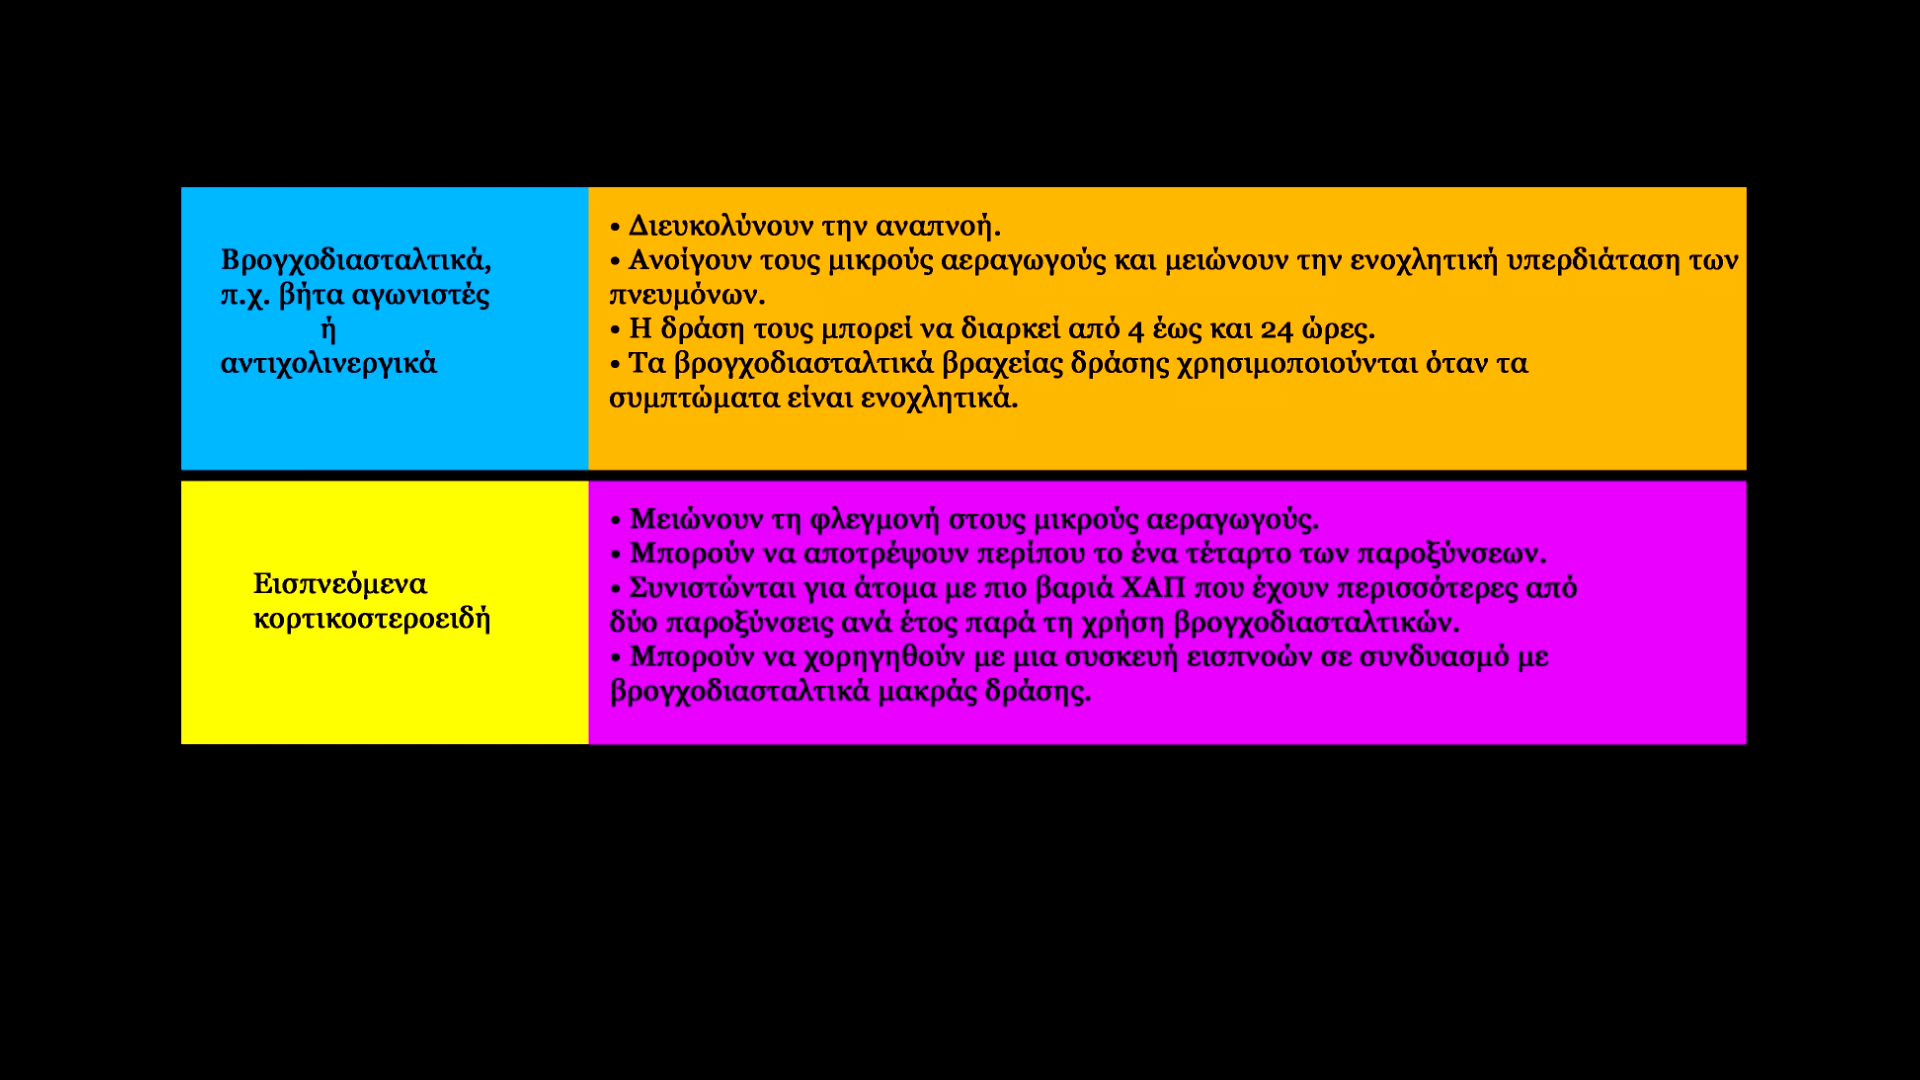 Βρογχοδιασταλτικά,
π.χ. βήτα αγωνιστές
ή
αντιχολινεργικά
• Διευκολύνουν την αναπνοή.
• Ανοίγουν τους μικρούς αεραγωγούς και μειώνουν την ενοχλητική υπερδιάταση των
πνευμόνων.
• Η δράση τους μπορεί να διαρκεί από 4 έως και 24 ώρες.
• Τα βρογχοδιασταλτικά βραχείας δράσης χρησιμοποιούνται όταν τα
συμπτώματα είναι ενοχλητικά.
Εισπνεόμενα
κορτικοστεροειδή
• Μειώνουν τη φλεγμονή στους μικρούς αεραγωγούς.
• Μπορούν να αποτρέψουν περίπου το ένα τέταρτο των παροξύνσεων.
• Συνιστώνται για άτομα με πιο βαριά ΧΑΠ που έχουν περισσότερες από
δύο παροξύνσεις ανά έτος παρά τη χρήση βρογχοδιασταλτικών.
• Μπορούν να χορηγηθούν με μια συσκευή εισπνοών σε συνδυασμό με
βρογχοδιασταλτικά μακράς δράσης.